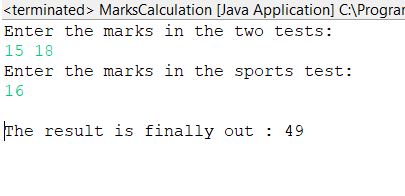 <terminated> MarksCalculation [Java Application] C:\Progran
Enter the marks in the two tests:
15 18
Enter the marks in the sports test:
16
The result is finally out : 49